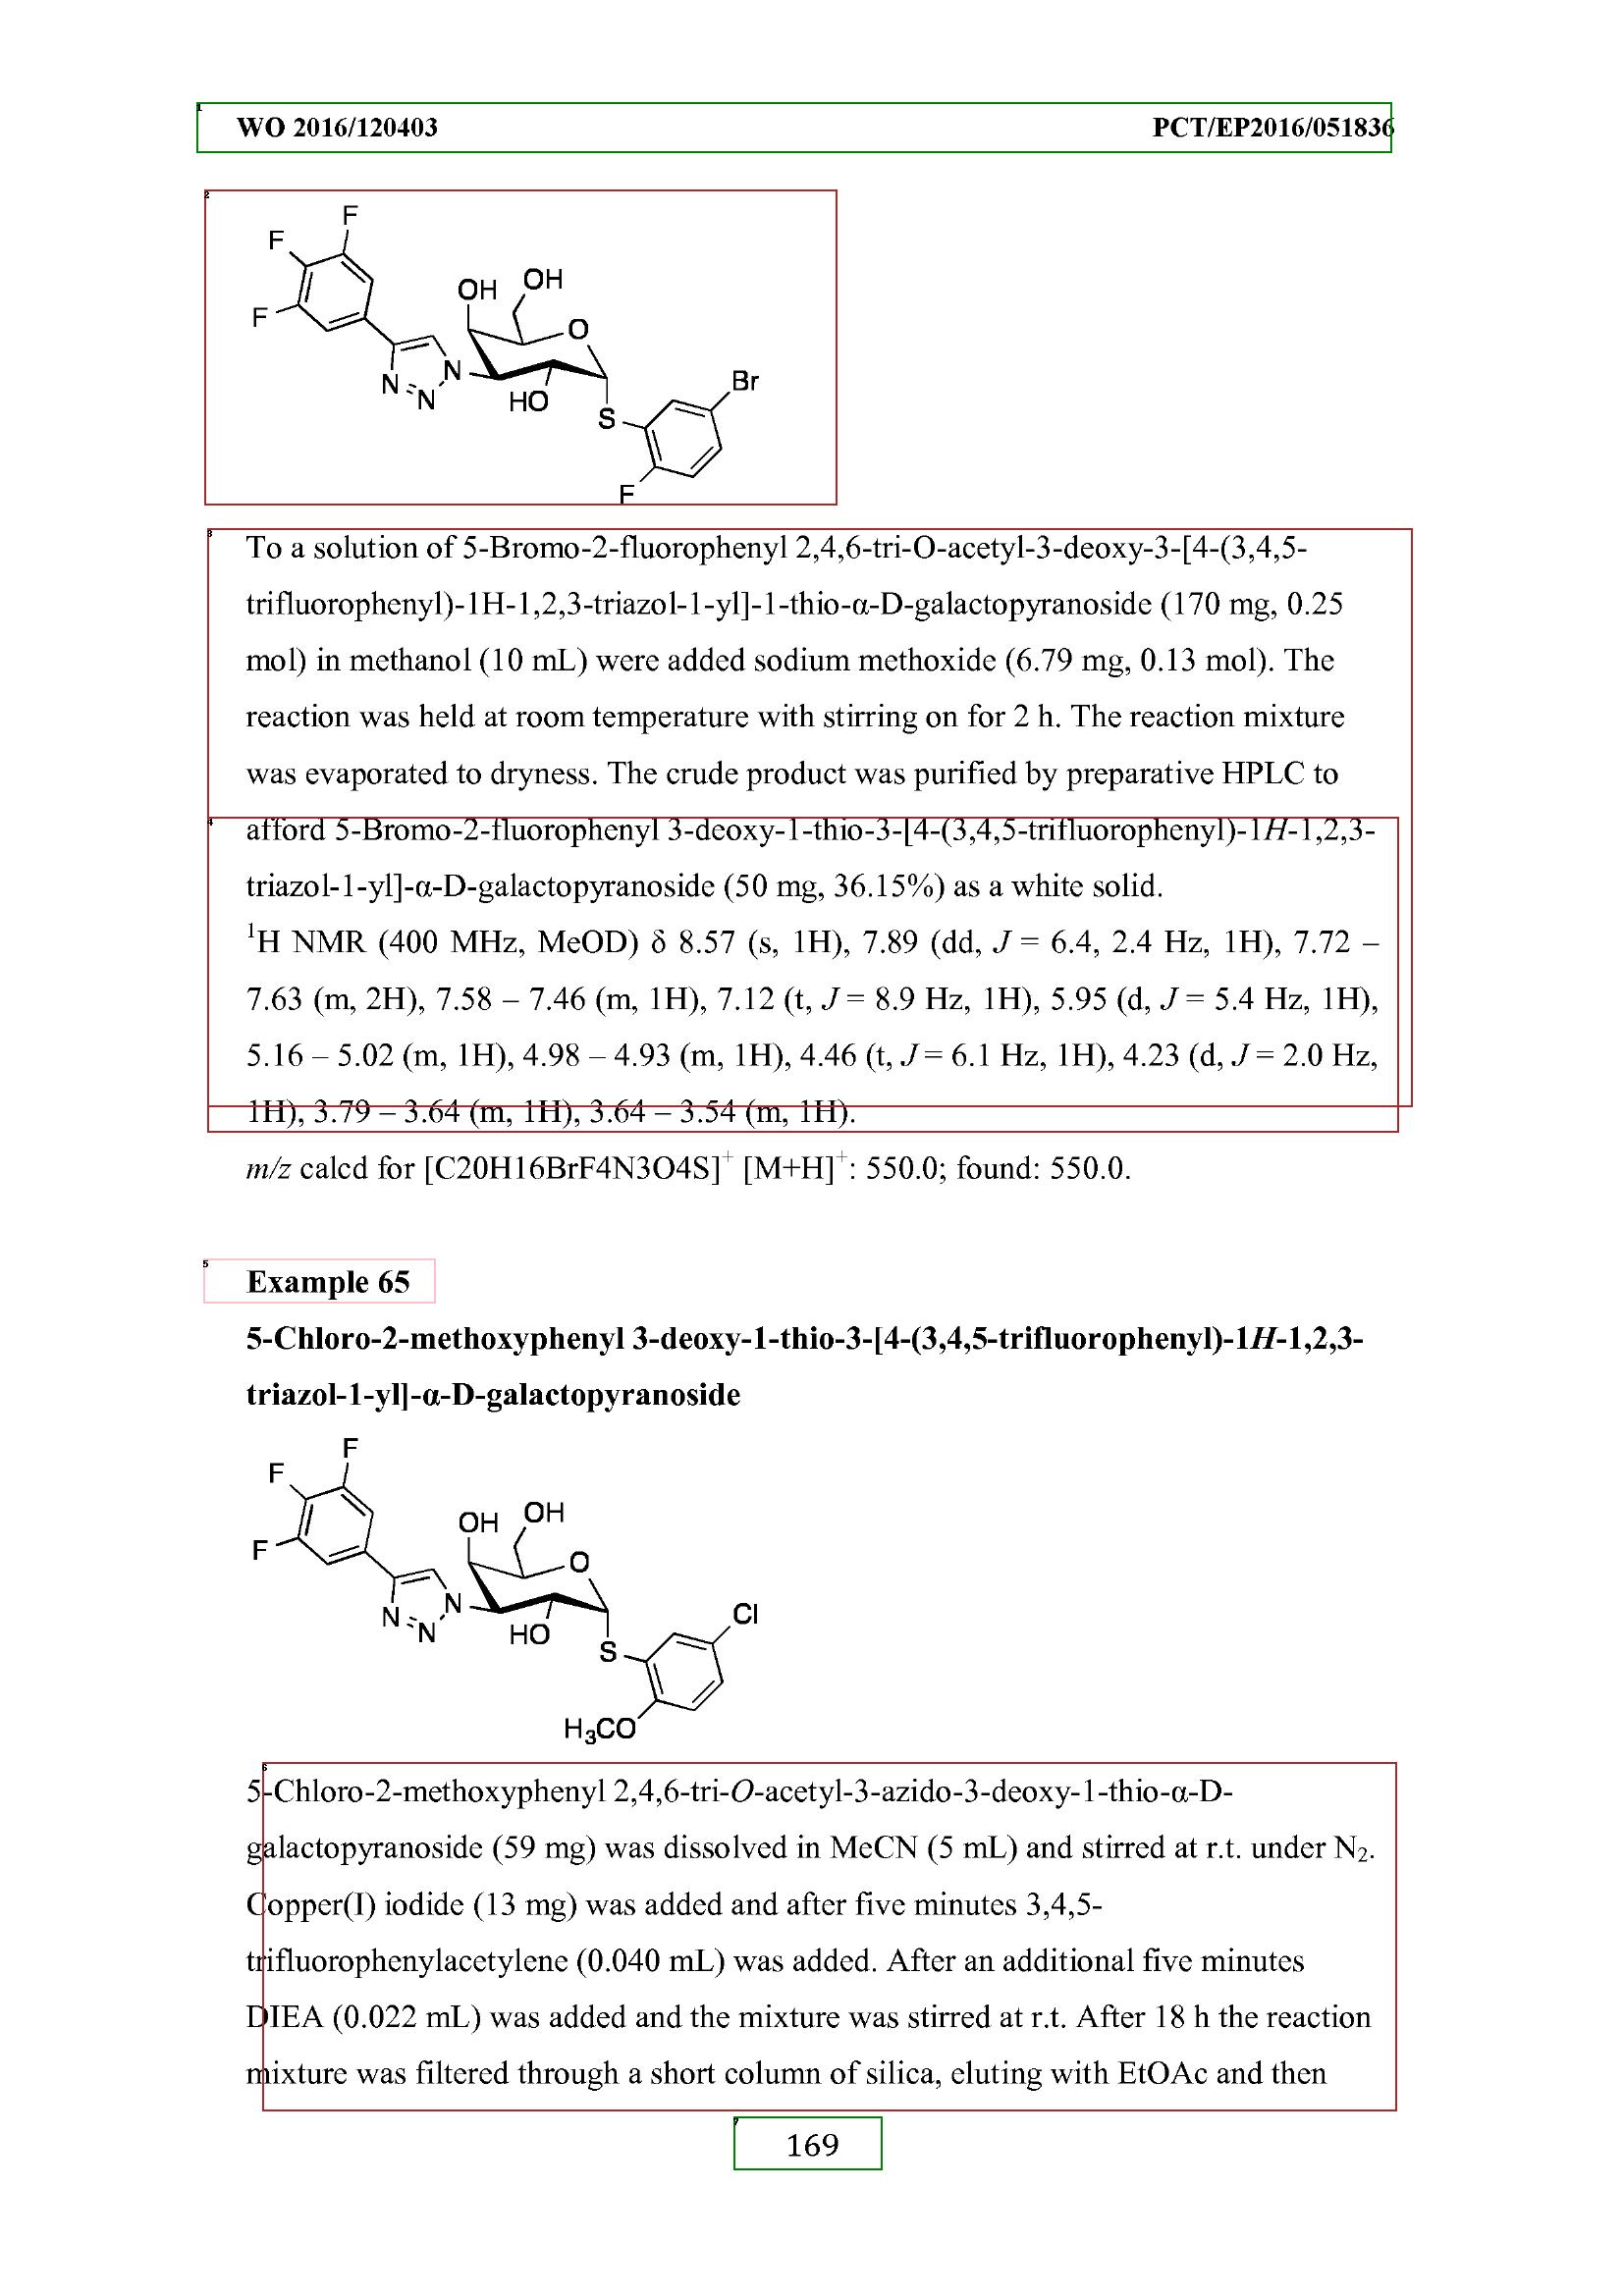 WO 2016/120403 PCT/EP2016/051836
F
F
F
OH
OH
O
N
N
N
HO
S
Br
F
To a solution of 5-Bromo-2-fluorophenyl 2,4,6-tri-O-acetyl-3-deoxy-3-[4-(3,4,5-
trifluorophenyl)-1H-1,2,3-triazol-1-yl]-1-thio-α-D-galactopyranoside (170 mg, 0.25
mol) in methanol (10 mL) were added sodium methoxide (6.79 mg, 0.13 mol). The
reaction was held at room temperature with stirring on for 2 h. The reaction mixture
was evaporated to dryness. The crude product was purified by preparative HPLC to
afford 5-Bromo-2-fluorophenyl 3-deoxy-1-thio-3-[4-(3,4,5-trifluorophenyl)-1H-1,2,3-
triazol-1-yl]-α-D-galactopyranoside (50 mg, 36.15%) as a white solid.
¹H NMR (400 MHz, MeOD) δ 8.57 (s, 1H), 7.89 (dd, J = 6.4, 2.4 Hz, 1H), 7.72 –
7.63 (m, 2H), 7.58 – 7.46 (m, 1H), 7.12 (t, J = 8.9 Hz, 1H), 5.95 (d, J = 5.4 Hz, 1H),
5.16 – 5.02 (m, 1H), 4.98 – 4.93 (m, 1H), 4.46 (t, J = 6.1 Hz, 1H), 4.23 (d, J = 2.0 Hz,
1H), 3.79 – 3.64 (m, 1H), 3.64 – 3.54 (m, 1H).
m/z calcd for [C20H16BrF4N3O4S]⁺ [M+H]⁺: 550.0; found: 550.0.
Example 65
5-Chloro-2-methoxyphenyl 3-deoxy-1-thio-3-[4-(3,4,5-trifluorophenyl)-1H-1,2,3-
triazol-1-yl]-α-D-galactopyranoside
F
F
F
OH
OH
O
N
N
N
HO
S
Cl
H₃CO
5-Chloro-2-methoxyphenyl 2,4,6-tri-O-acetyl-3-azido-3-deoxy-1-thio-α-D-
galactopyranoside (59 mg) was dissolved in MeCN (5 mL) and stirred at r.t. under N₂.
Copper(I) iodide (13 mg) was added and after five minutes 3,4,5-
trifluorophenylacetylene (0.040 mL) was added. After an additional five minutes
DIEA (0.022 mL) was added and the mixture was stirred at r.t. After 18 h the reaction
mixture was filtered through a short column of silica, eluting with EtOAc and then
169